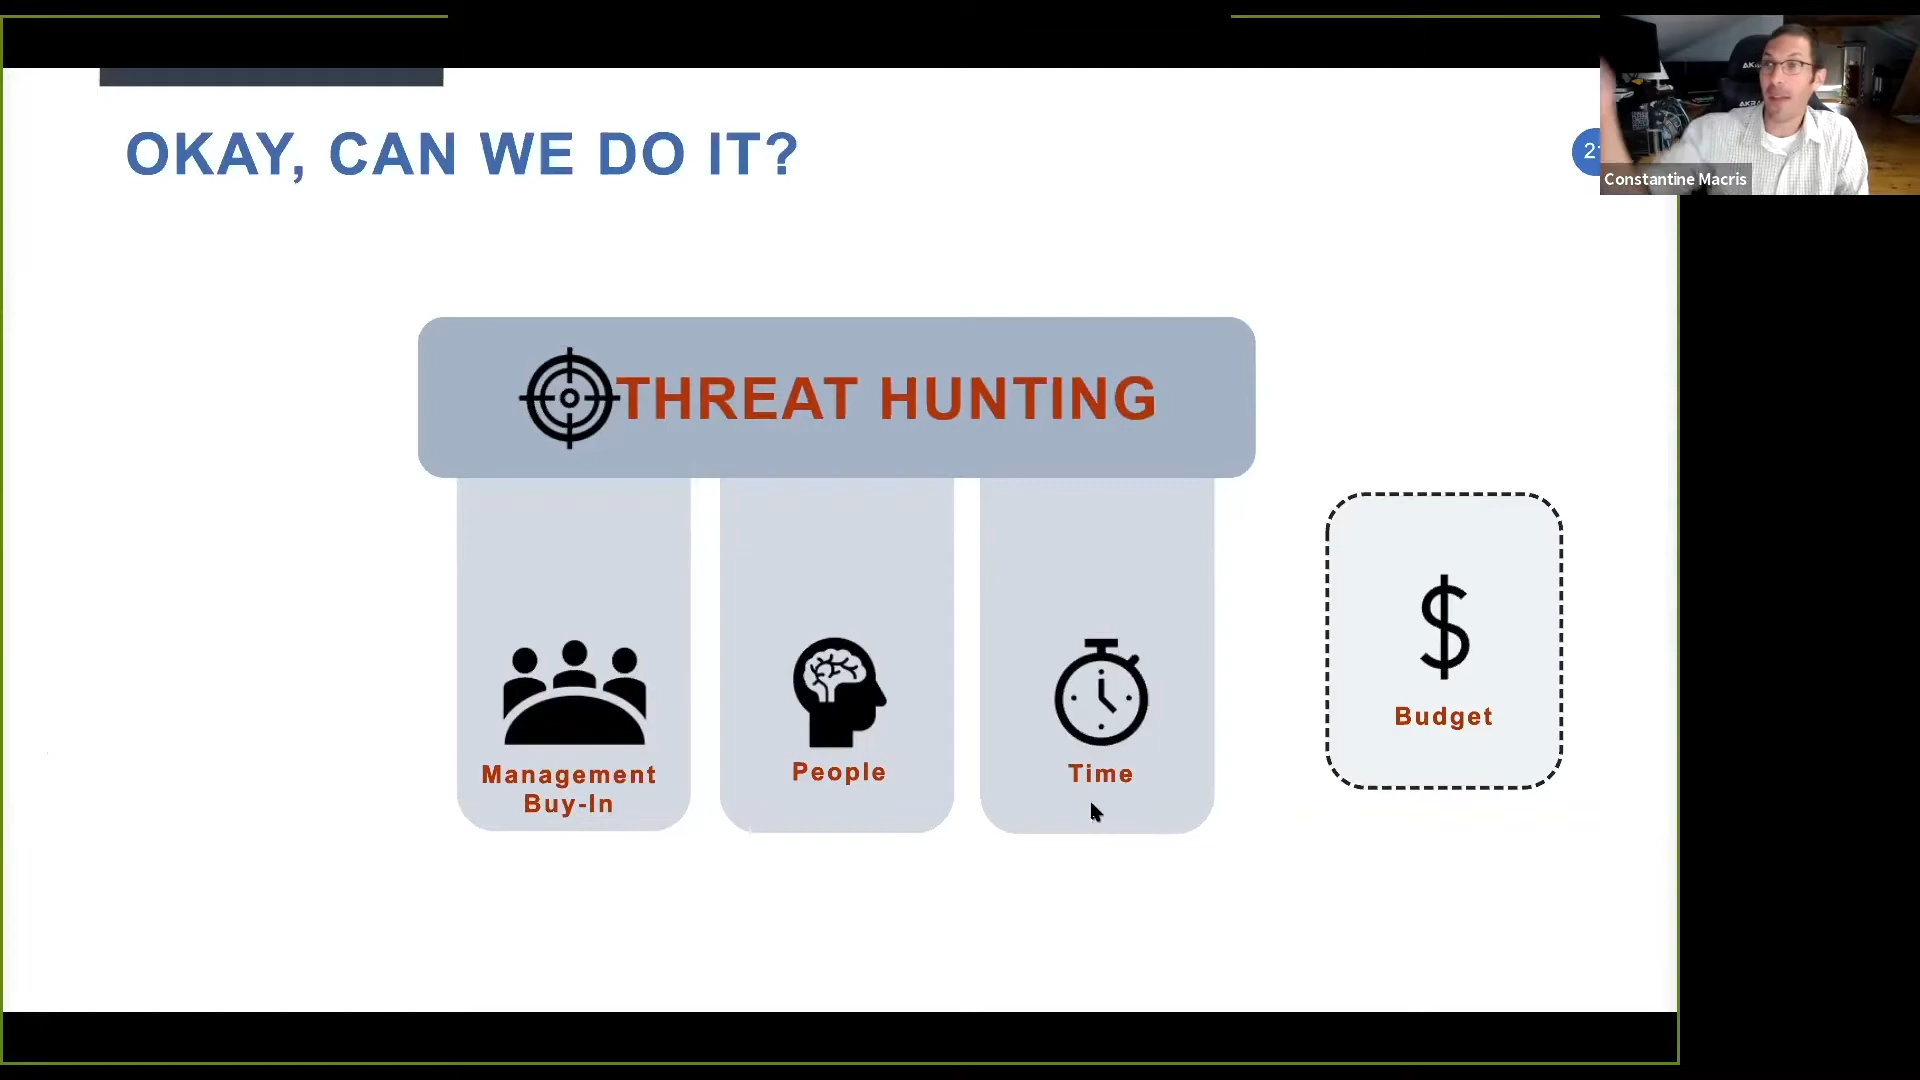 OKAY, CAN WE DO IT?
Constantine Macris
THREAT HUNTING
Management
Buy-In
People
Time
$
Budget